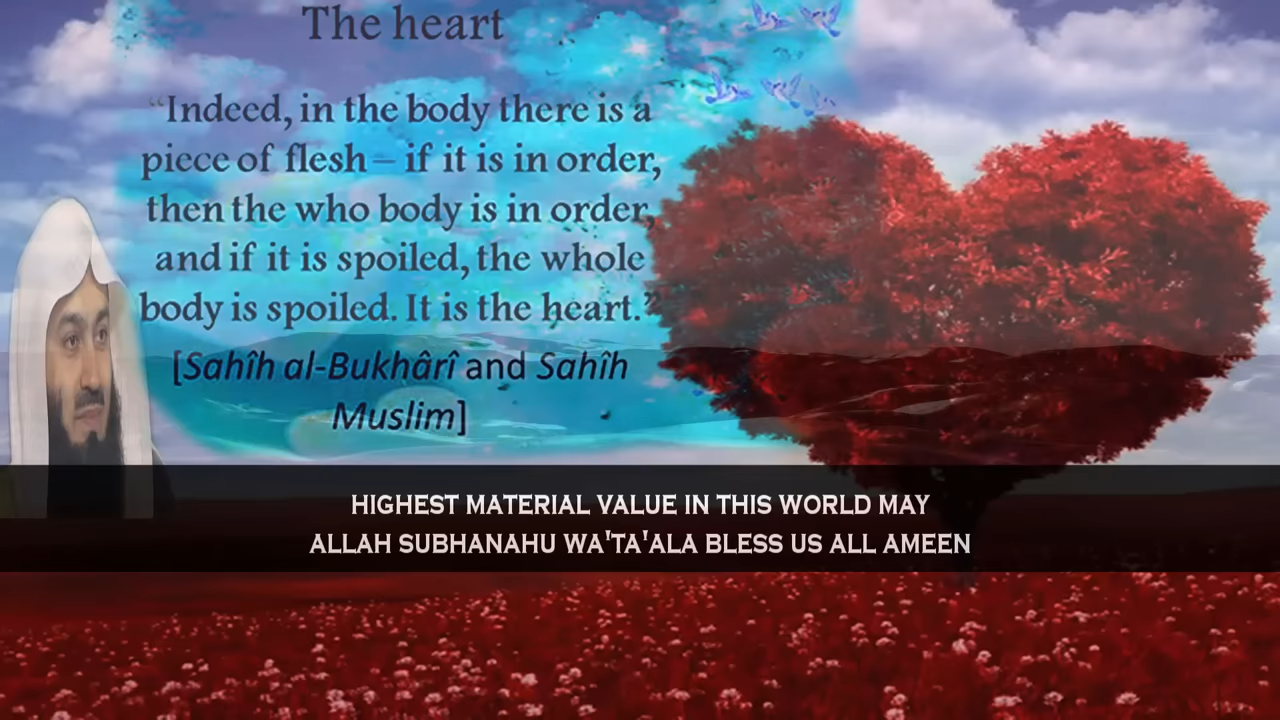 The heart
“Indeed, in the body there is a
piece of flesh – if it is in order,
then the who body is in order,
and if it is spoiled, the whole
body is spoiled. It is the heart.”
[Sahîh al-Bukhârî and Sahîh
Muslim]
HIGHEST MATERIAL VALUE IN THIS WORLD MAY
ALLAH SUBHANAHU WA'TA'ALA BLESS US ALL AMEEN